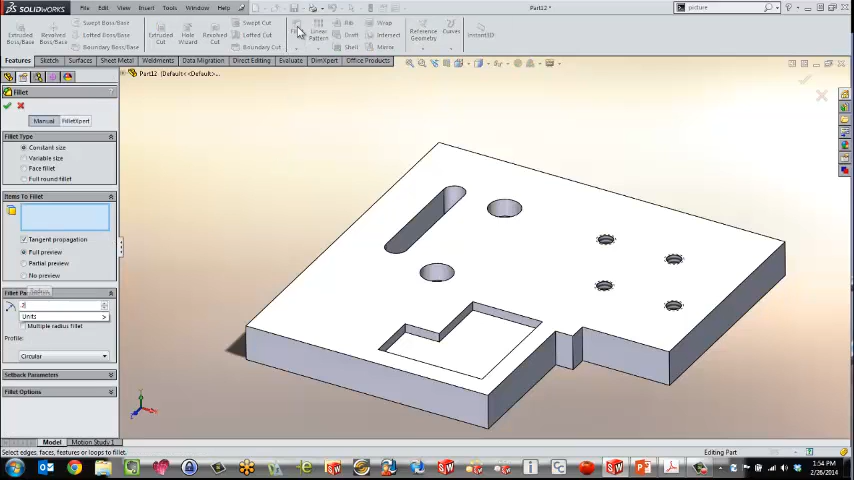 SOLIDWORKS File Edit View Insert Tools Window Help Part12 * picture
Extruded Boss/Base Revolved Boss/Base Swept Boss/Base Lofted Boss/Base Boundary Boss/Base Extruded Cut Hole Wizard Revolved Cut Swept Cut Lofted Cut Boundary Cut Linear Pattern Rib Draft Shell Wrap Intersect Mirror Reference Geometry Curves Instant3D
Features Sketch Surfaces Sheet Metal Weldments Data Migration Direct Editing Evaluate DimXpert Office Products
Part12 (Default<<Default>...
Fillet
Manual FilletXpert
Fillet Type
Constant size
Variable size
Face fillet
Full round fillet
Items To Fillet
Tangent propagation
Full preview
Partial preview
No preview
Radius
Units >
Multiple radius fillet
Profile:
Circular
Setback Parameters
Fillet Options
Model Motion Study 1
Select edges, faces, features or loops to fillet. Editing Part
1:54 PM
2/26/2014